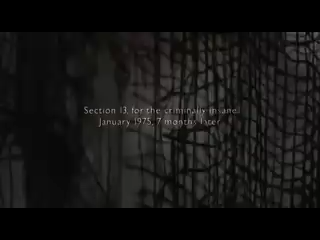 Section 13, for the criminally insane
January 1975, 7 months later